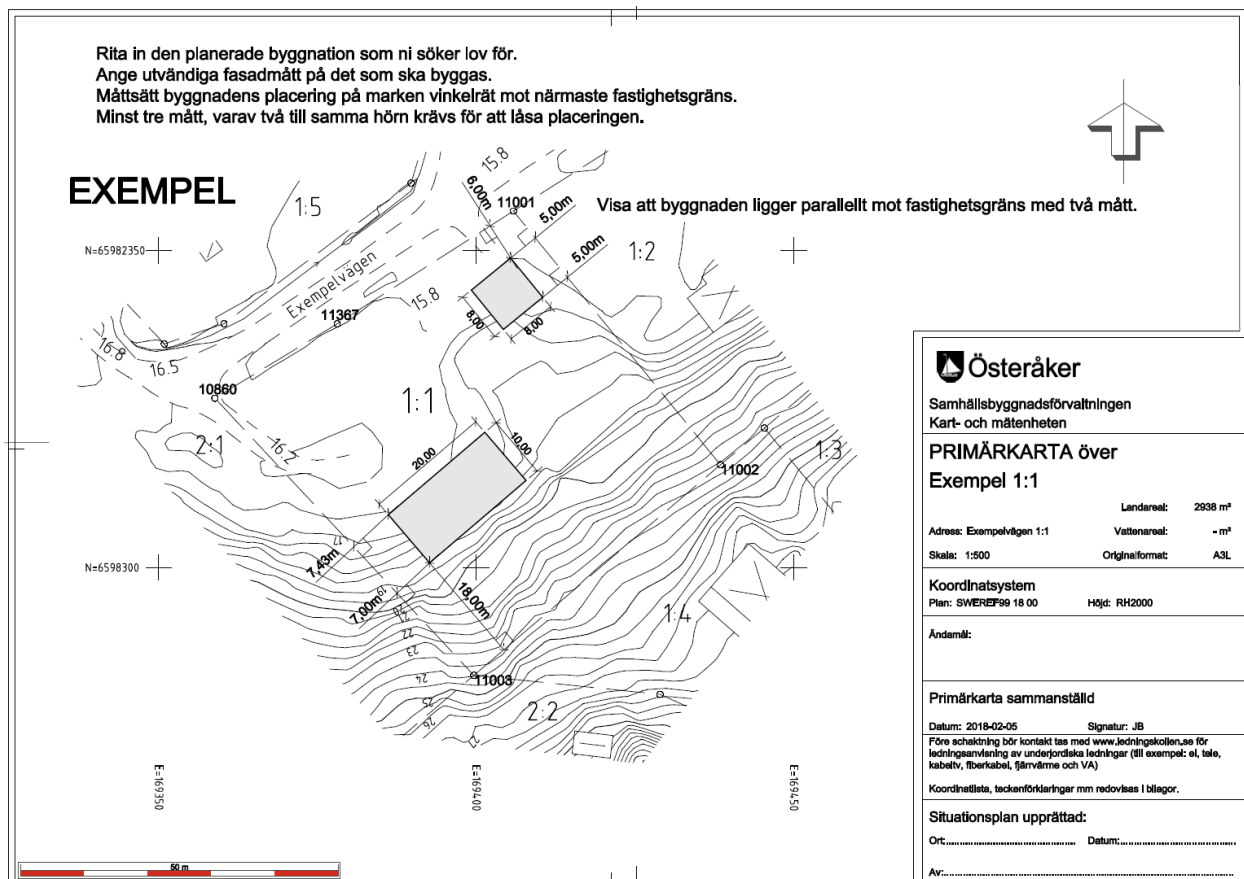 Rita in den planerade byggnation som ni söker lov för.
Ange utvändiga fasadmått på det som ska byggas.
Måttsätt byggnadens placering på marken vinkelrät mot närmaste fastighetsgräns.
Minst tre mått, varav två till samma hörn krävs för att låsa placeringen.
EXEMPEL
Visa att byggnaden ligger parallellt mot fastighetsgräns med två mått.
1:5
15.8
6,00m
11001
5,00m
5,00m
1:2
N=65982350
Exempelvägen
15.8
11367
8,00
8,00
16.8
16.5
10860
1:1
2:1
16.2
20,00
10,00
11002
1:3
17
7,43m
N=6598300
19
7,00m
18,00m
20
21
22
23
24
25
26
27
1:4
11003
2:2
E=169350
E=169400
E=169450
50 m
Österåker
Samhällsbyggnadsförvaltningen
Kart- och mätenheten
PRIMÄRKARTA över
Exempel 1:1
Landareal: 2938 m²
Adress: Exempelvägen 1:1 Vattenareal: - m²
Skala: 1:500 Originalformat: A3L
Koordinatsystem
Plan: SWEREF99 18 00 Höjd: RH2000
Ändamål:
Primärkarta sammanställd
Datum: 2018-02-05 Signatur: JB
Före schaktning bör kontakt tas med www.ledningskollen.se för
ledningsanvisning av underjordiska ledningar (till exempel: el, tele,
kabeltv, fiberkabel, fjärrvärme och VA)
Koordinatlista, teckenförklaringar mm redovisas i bilagor.
Situationsplan upprättad:
Ort:.................................... Datum:....................................
Av:....................................